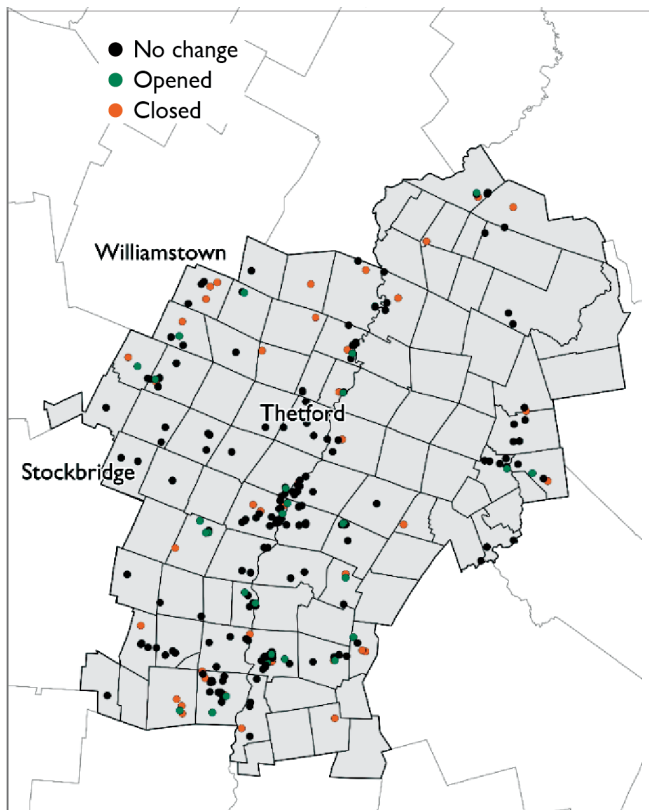 No change
Opened
Closed
Williamstown
Thetford
Stockbridge